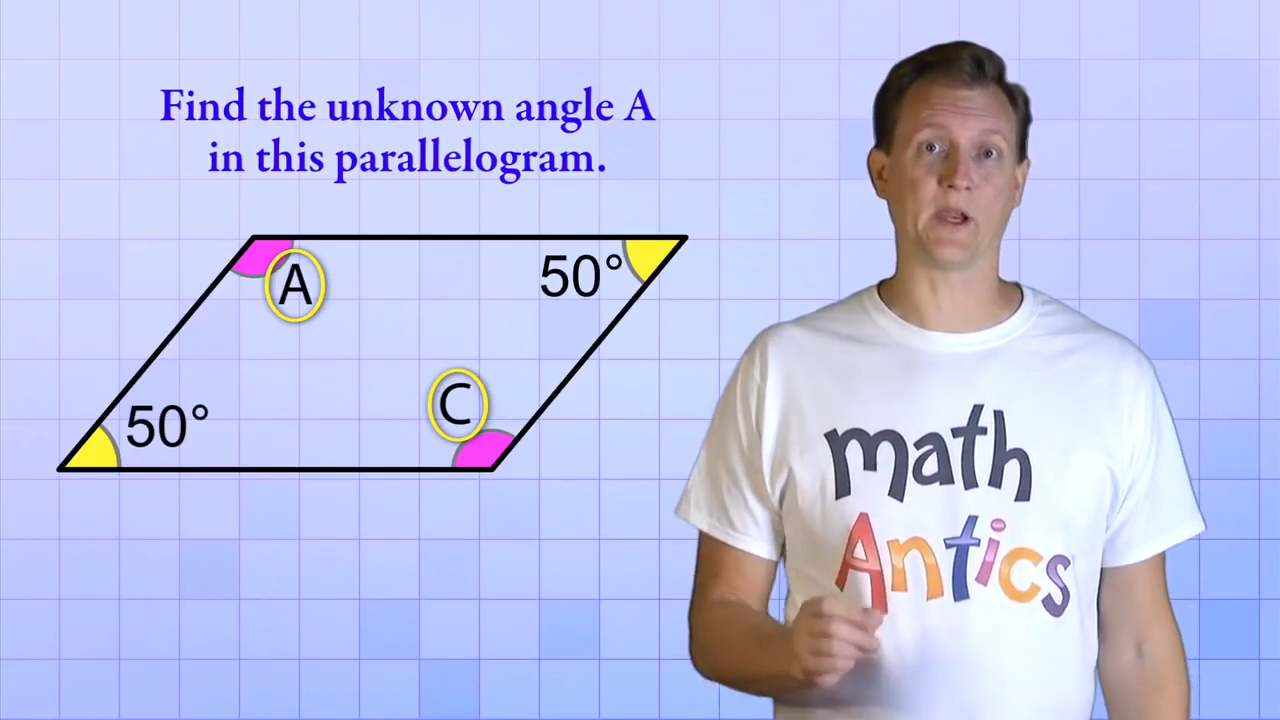 Find the unknown angle A
in this parallelogram.
A
50°
C
50°
math
Antics